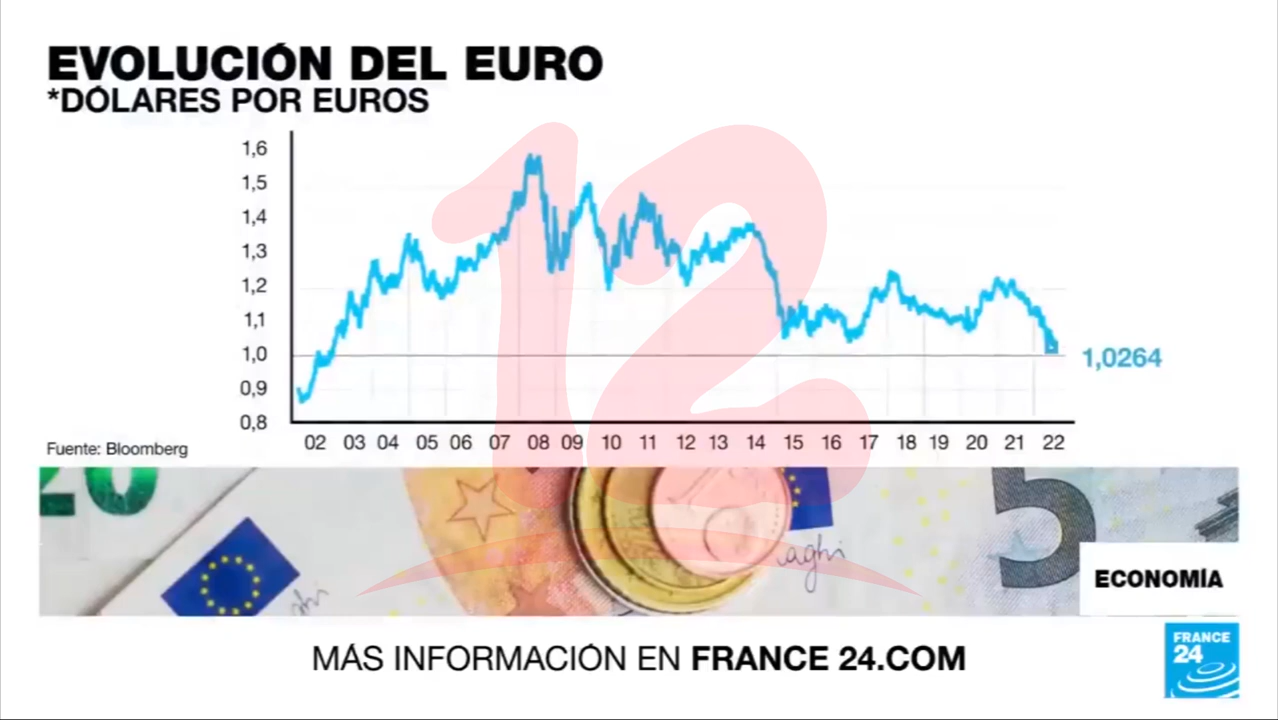 EVOLUCIÓN DEL EURO
*DÓLARES POR EUROS
1,6
1,5
1,4
1,3
1,2
1,1
1,0
0,9
0,8
1,0264
02 03 04 05 06 07 08 09 10 11 12 13 14 15 16 17 18 19 20 21 22
Fuente: Bloomberg
12
20
5
ECONOMÍA
MÁS INFORMACIÓN EN FRANCE 24.COM
FRANCE
24